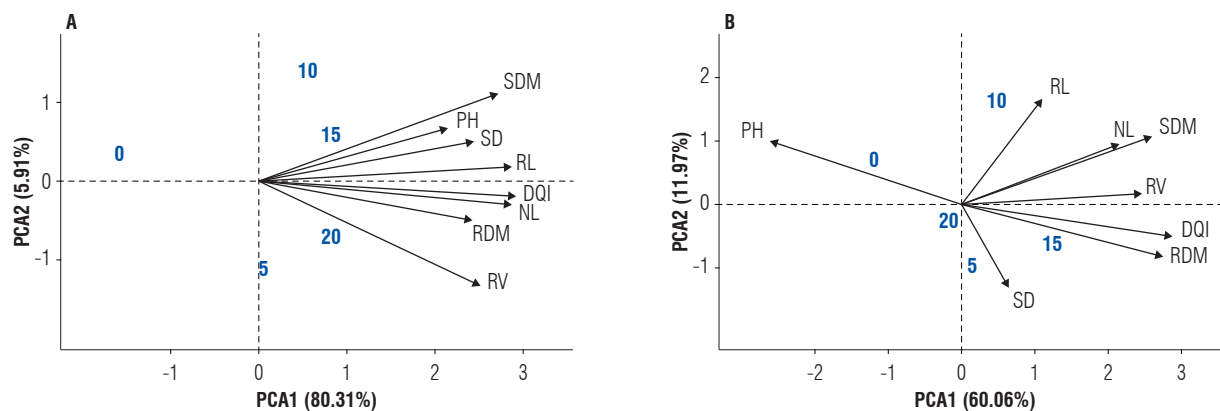 A
10
SDM
1
15
PH
SD
0
RL
0
DQI
NL
RDM
20
-1
5
RV
PCA2 (5.91%)
-1 0 1 2 3
PCA1 (80.31%)
B
2
10
RL
PH
1
NL
SDM
0
RV
0
20
DQI
15
RDM
-1
5
SD
PCA2 (11.97%)
-2 -1 0 1 2 3
PCA1 (60.06%)